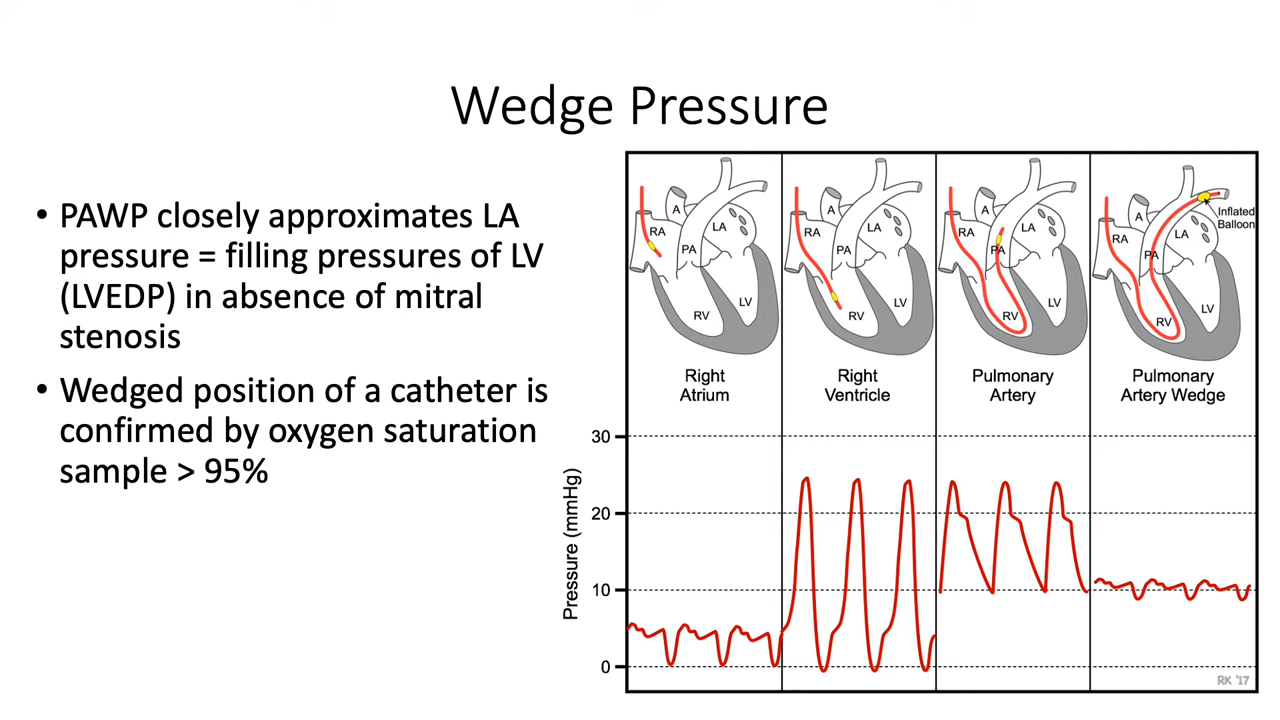 Wedge Pressure
• PAWP closely approximates LA
pressure = filling pressures of LV
(LVEDP) in absence of mitral
stenosis
• Wedged position of a catheter is
confirmed by oxygen saturation
sample > 95%
A
RA
LA
PA
LV
RV
A
RA
LA
PA
LV
RV
A
RA
LA
PA
LV
RV
A
RA
LA
PA
LV
RV
Inflated
Balloon
Right
Atrium
Right
Ventricle
Pulmonary
Artery
Pulmonary
Artery Wedge
Pressure (mmHg)
30
20
10
0
RK '17